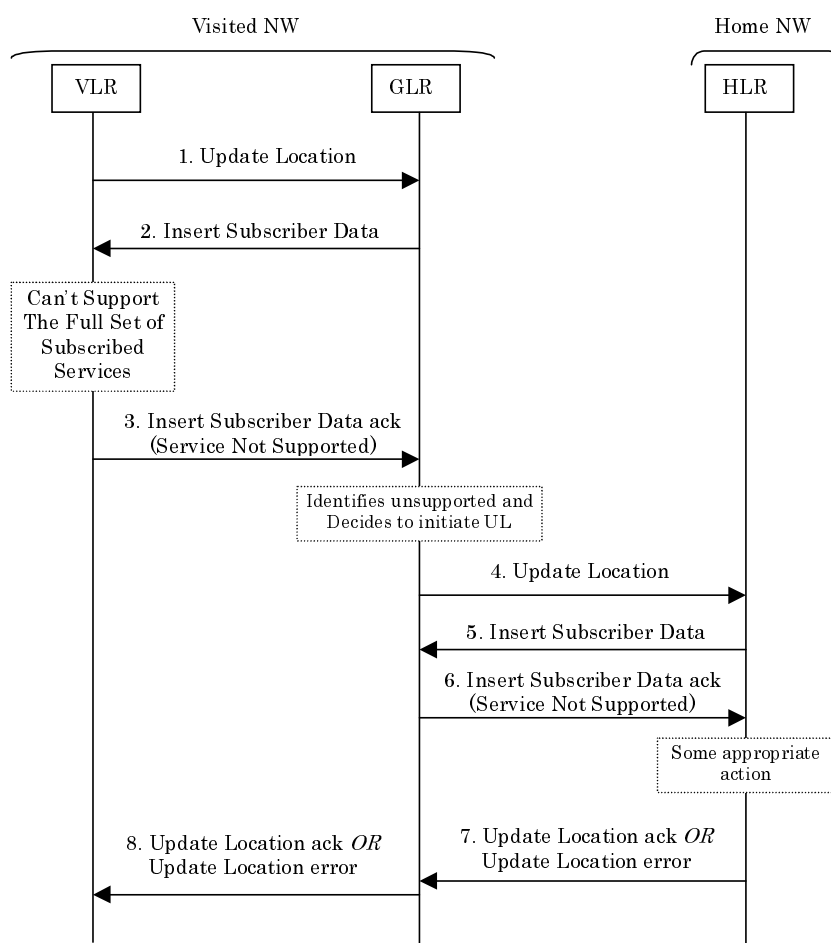 Visited NW
Home NW
VLR
GLR
HLR
1. Update Location
2. Insert Subscriber Data
Can't Support
The Full Set of
Subscribed
Services
3. Insert Subscriber Data ack
(Service Not Supported)
Identifies unsupported and
Decides to initiate UL
4. Update Location
5. Insert Subscriber Data
6. Insert Subscriber Data ack
(Service Not Supported)
Some appropriate
action
7. Update Location ack OR
Update Location error
8. Update Location ack OR
Update Location error